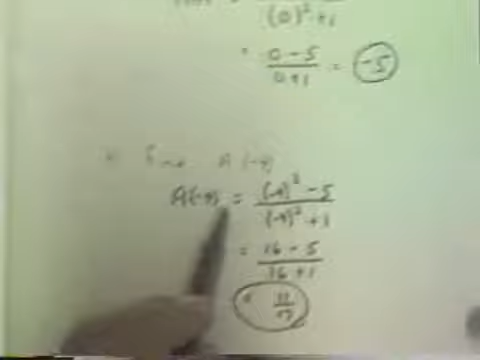 (0)² + 1
= 0 - 5 / 0 + 1 = -5
Find A(-4)
A(-4) = (-4)² - 5 / (-4)² + 1
= 16 - 5 / 16 + 1
= 11 / 17